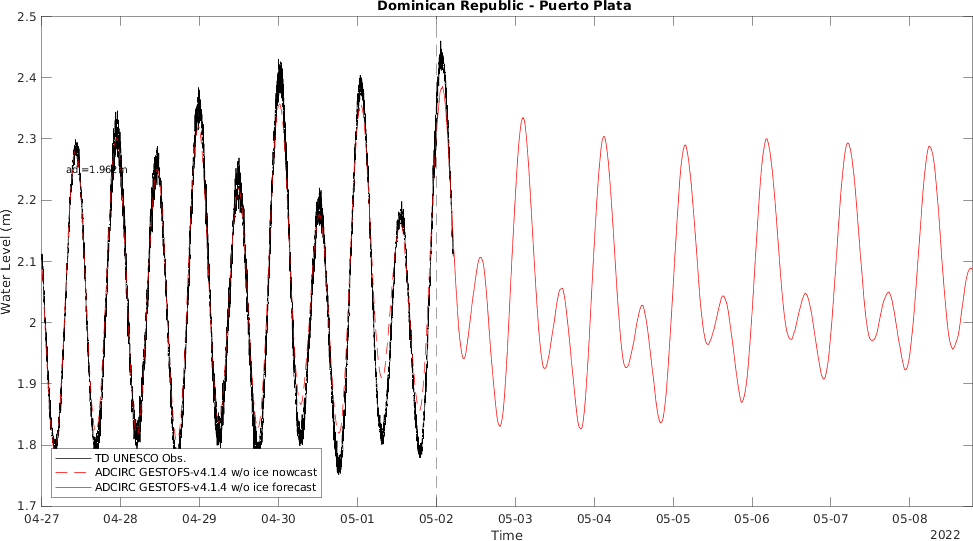 Dominican Republic - Puerto Plata
Water Level (m)
2.5
2.4
2.3
2.2
2.1
2
1.9
1.8
1.7
TD UNESCO Obs.
ADCIRC GESTOFS-v4.1.4 w/o ice nowcast
ADCIRC GESTOFS-v4.1.4 w/o ice forecast
04-27 04-28 04-29 04-30 05-01 05-02 05-03 05-04 05-05 05-06 05-07 05-08
Time
2022